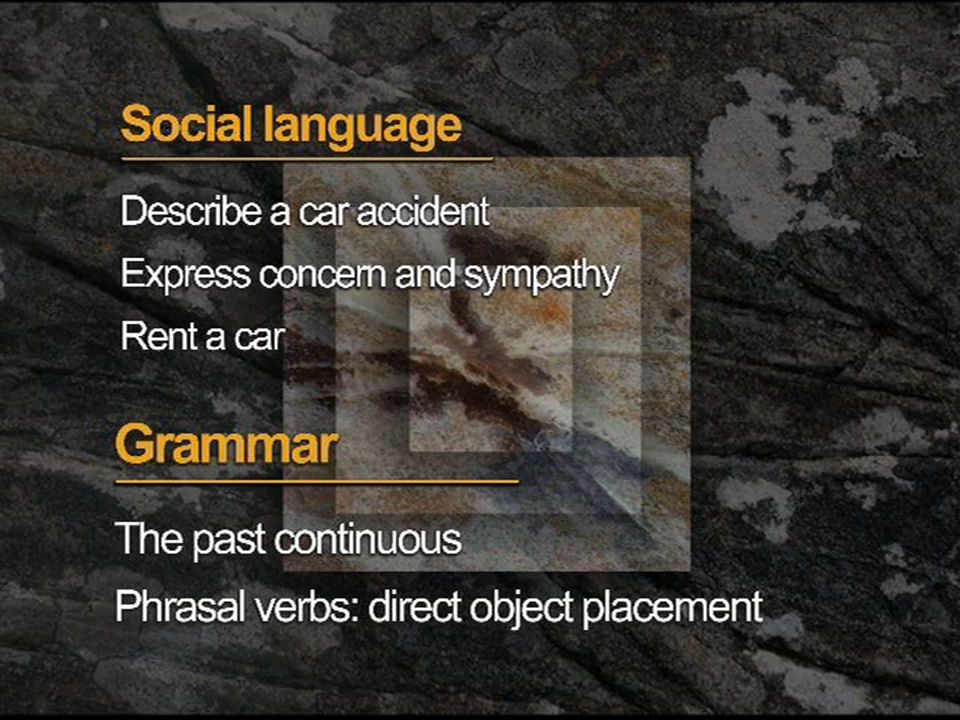 Social language
Describe a car accident
Express concern and sympathy
Rent a car
Grammar
The past continuous
Phrasal verbs: direct object placement